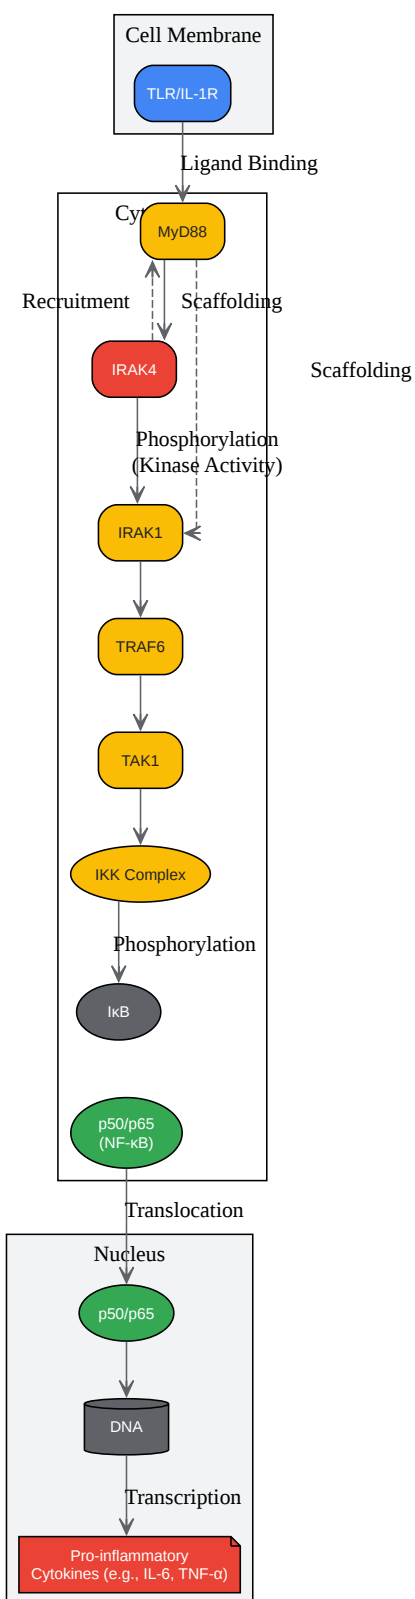 Cell Membrane
TLR/IL-1R
Ligand Binding
Cyt
MyD88
Recruitment
Scaffolding
IRAK4
Scaffolding
Phosphorylation
(Kinase Activity)
IRAK1
TRAF6
TAK1
IKK Complex
Phosphorylation
IκB
p50/p65
(NF-κB)
Translocation
Nucleus
p50/p65
DNA
Transcription
Pro-inflammatory
Cytokines (e.g., IL-6, TNF-α)